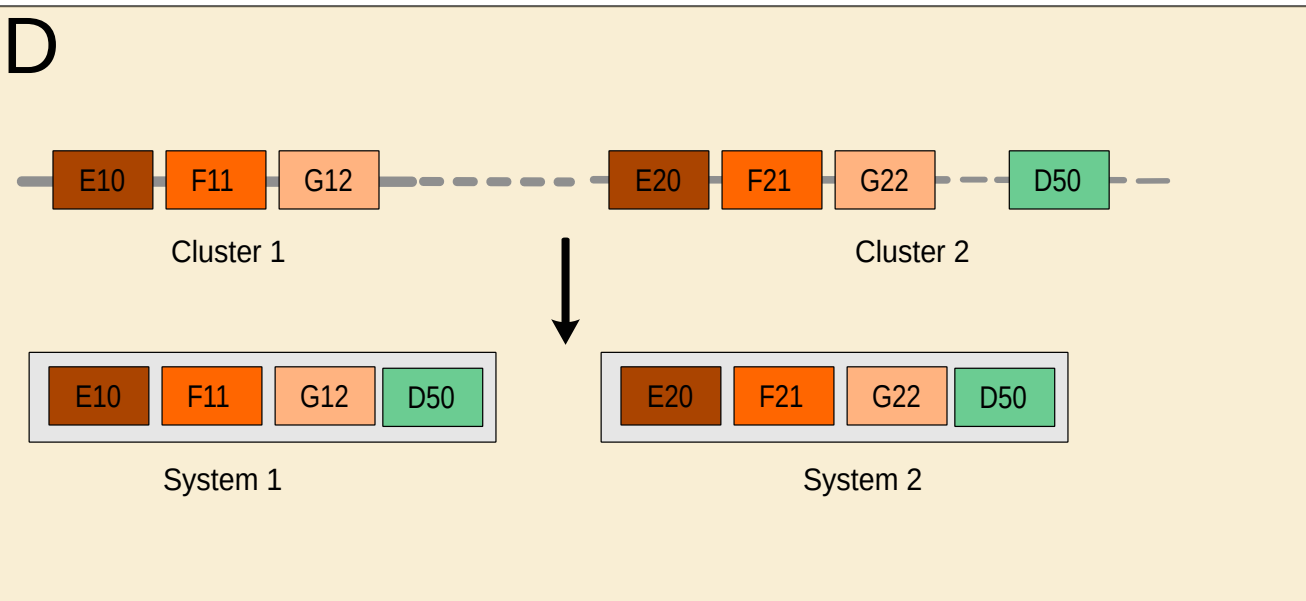 D
E10 F11 G12 E20 F21 G22 D50
Cluster 1 Cluster 2
E10 F11 G12 D50 E20 F21 G22 D50
System 1 System 2